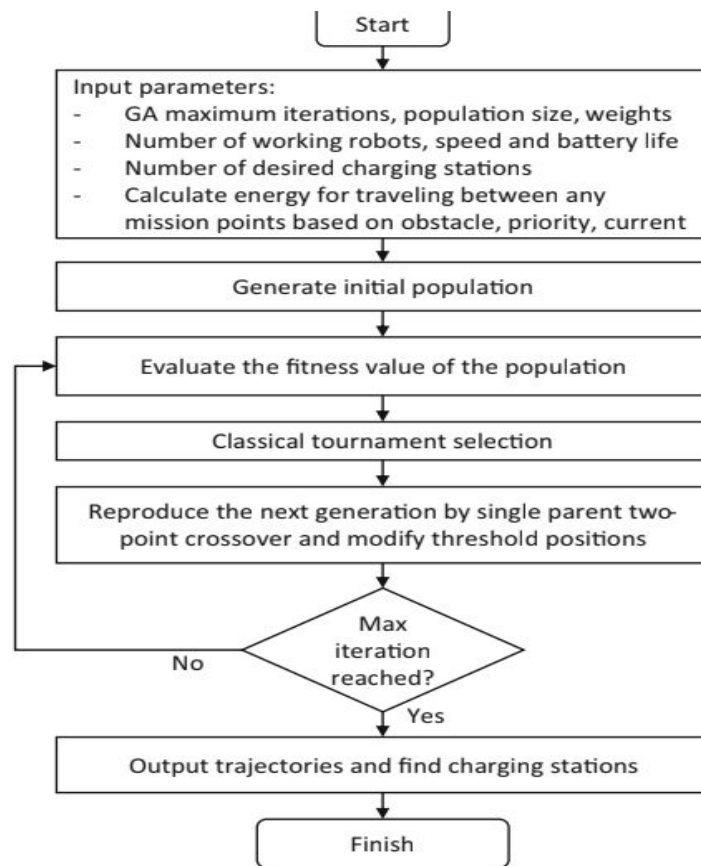 Start
Input parameters:
- GA maximum iterations, population size, weights
- Number of working robots, speed and battery life
- Number of desired charging stations
- Calculate energy for traveling between any
mission points based on obstacle, priority, current
Generate initial population
Evaluate the fitness value of the population
Classical tournament selection
Reproduce the next generation by single parent two-
point crossover and modify threshold positions
Max
iteration
reached?
No
Yes
Output trajectories and find charging stations
Finish